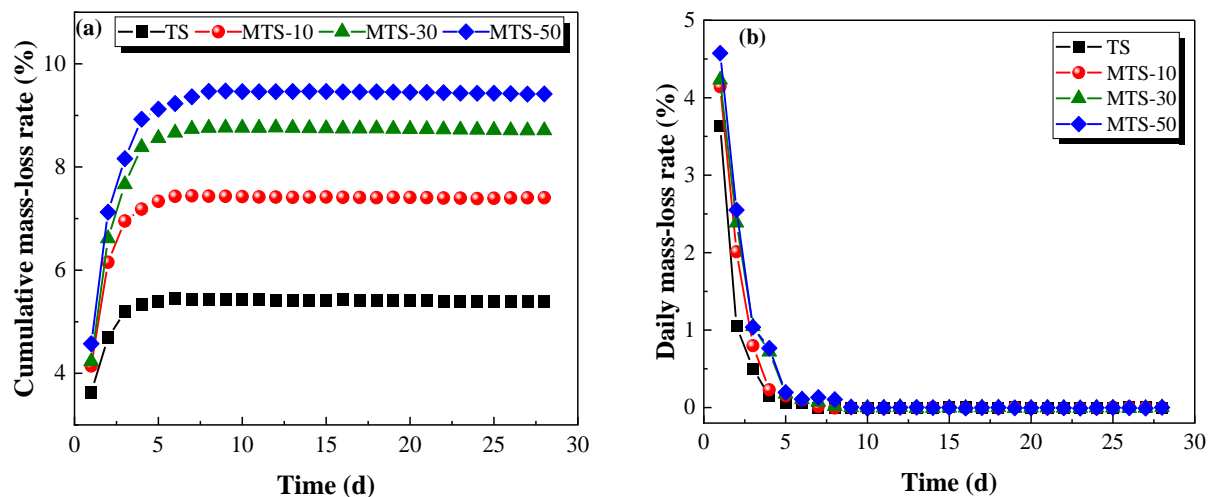 (a)
TS MTS-10 MTS-30 MTS-50
10
8
6
4
0 5 10 15 20 25 30
Cumulative mass-loss rate (%)
Time (d)
(b)
TS
MTS-10
MTS-30
MTS-50
5
4
3
2
1
0
0 5 10 15 20 25 30
Daily mass-loss rate (%)
Time (d)